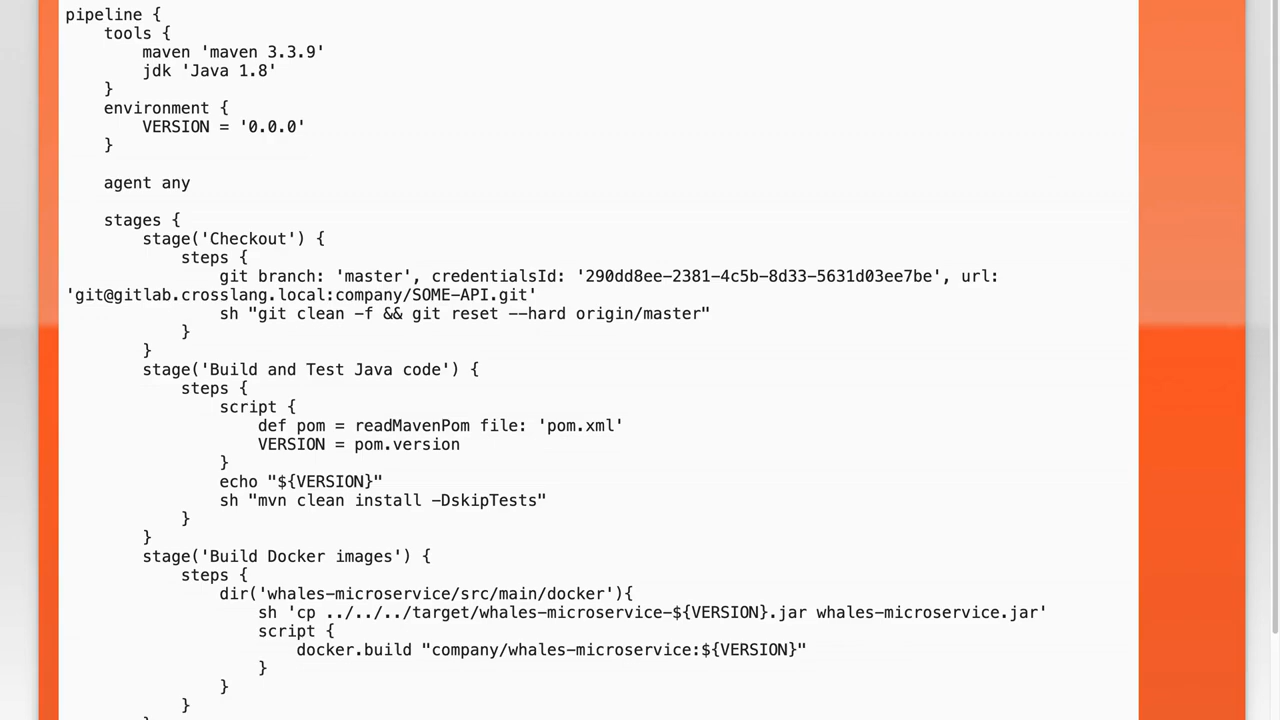 pipeline {
    tools {
        maven 'maven 3.3.9'
        jdk 'Java 1.8'
    }
    environment {
        VERSION = '0.0.0'
    }
    agent any
    stages {
        stage('Checkout') {
            steps {
                git branch: 'master', credentialsId: '290dd8ee-2381-4c5b-8d33-5631d03ee7be', url:
'git@gitlab.crosslang.local:company/SOME-API.git'
                sh "git clean -f && git reset --hard origin/master"
            }
        }
        stage('Build and Test Java code') {
            steps {
                script {
                    def pom = readMavenPom file: 'pom.xml'
                    VERSION = pom.version
                }
                echo "${VERSION}"
                sh "mvn clean install -DskipTests"
            }
        }
        stage('Build Docker images') {
            steps {
                dir('whales-microservice/src/main/docker'){
                    sh 'cp ../../../target/whales-microservice-${VERSION}.jar whales-microservice.jar'
                    script {
                        docker.build "company/whales-microservice:${VERSION}"
                    }
                }
            }